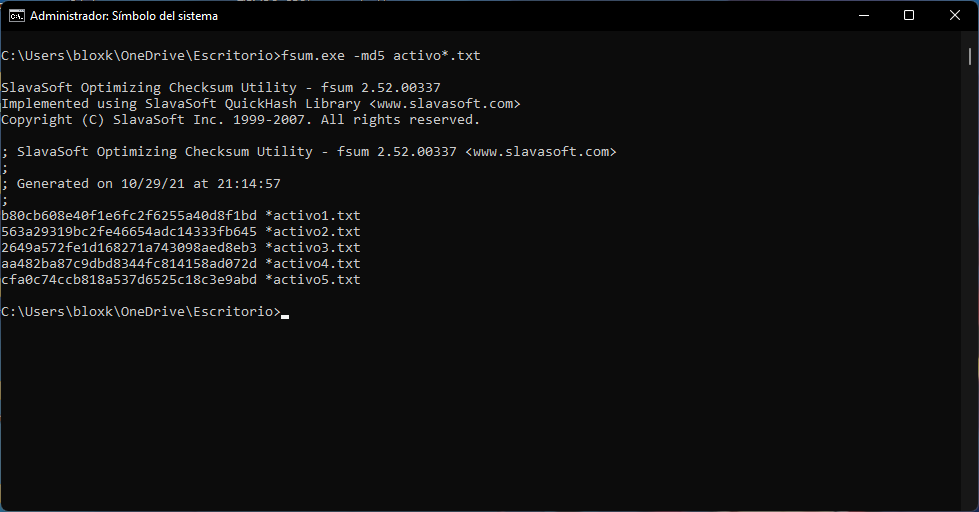 Administrador: Símbolo del sistema
C:\Users\bloxk\OneDrive\Escritorio>fsum.exe -md5 activo*.txt
SlavaSoft Optimizing Checksum Utility - fsum 2.52.00337
Implemented using SlavaSoft QuickHash Library <www.slavasoft.com>
Copyright (C) SlavaSoft Inc. 1999-2007. All rights reserved.
; SlavaSoft Optimizing Checksum Utility - fsum 2.52.00337 <www.slavasoft.com>
;
; Generated on 10/29/21 at 21:14:57
;
b80cb608e40f1e6fc2f6255a40d8f1bd *activo1.txt
563a29319bc2fe46654adc14333fb645 *activo2.txt
2649a572fe1d168271a743098aed8eb3 *activo3.txt
aa482ba87c9dbd8344fc814158ad072d *activo4.txt
cfa0c74ccb818a537d6525c18c3e9abd *activo5.txt
C:\Users\bloxk\OneDrive\Escritorio>